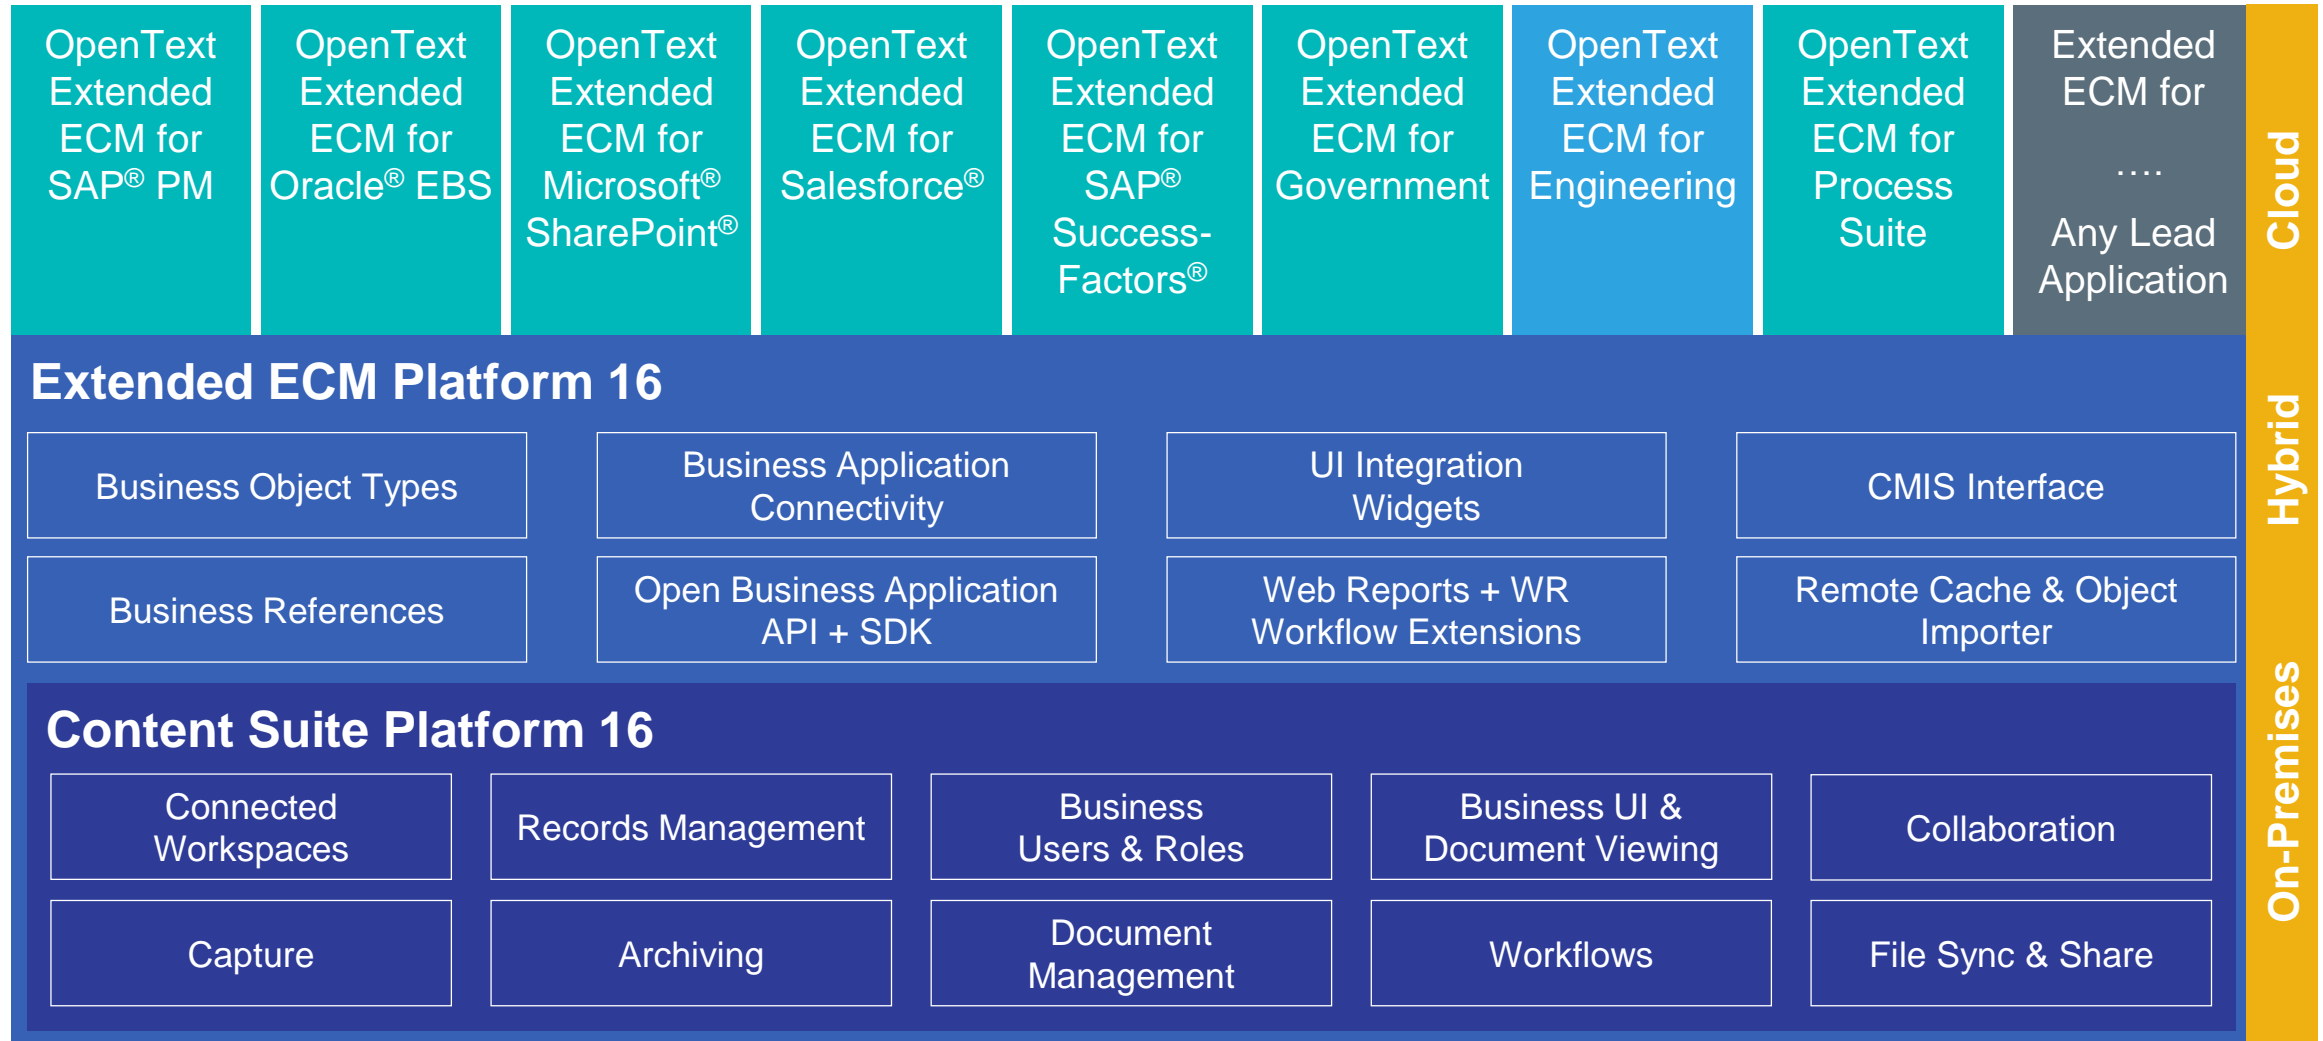 OpenText
Extended
ECM for
SAP® PM
OpenText
Extended
ECM for
Oracle® EBS
OpenText
Extended
ECM for
Microsoft®
SharePoint®
OpenText
Extended
ECM for
Salesforce®
OpenText
Extended
ECM for
SAP®
Success-
Factors®
OpenText
Extended
ECM for
Government
OpenText
Extended
ECM for
Engineering
OpenText
Extended
ECM for
Process
Suite
Extended
ECM for
....
Any Lead
Application
Cloud
Hybrid
On-Premises
Extended ECM Platform 16
Business Object Types
Business Application
Connectivity
UI Integration
Widgets
CMIS Interface
Business References
Open Business Application
API + SDK
Web Reports + WR
Workflow Extensions
Remote Cache & Object
Importer
Content Suite Platform 16
Connected
Workspaces
Records Management
Business
Users & Roles
Business UI &
Document Viewing
Collaboration
Capture
Archiving
Document
Management
Workflows
File Sync & Share